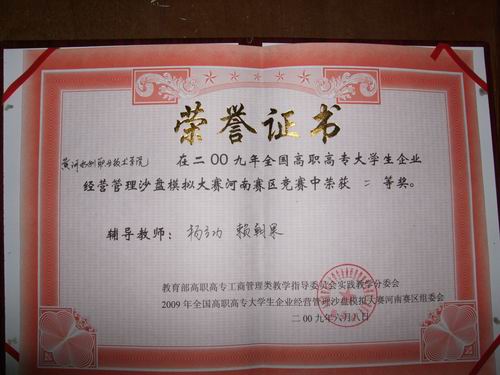 荣誉证书
黄河水利职业技术学院 在二00九年全国高职高专大学生企业
经营管理沙盘模拟大赛河南赛区竞赛中荣获 二 等奖。
辅导教师： 赖朝果
教育部高职高专工商管理类教学指导委员会实践教学分委会
2009年全国高职高专大学生企业经营管理沙盘模拟大赛河南赛区组委会
二00九年六月八日